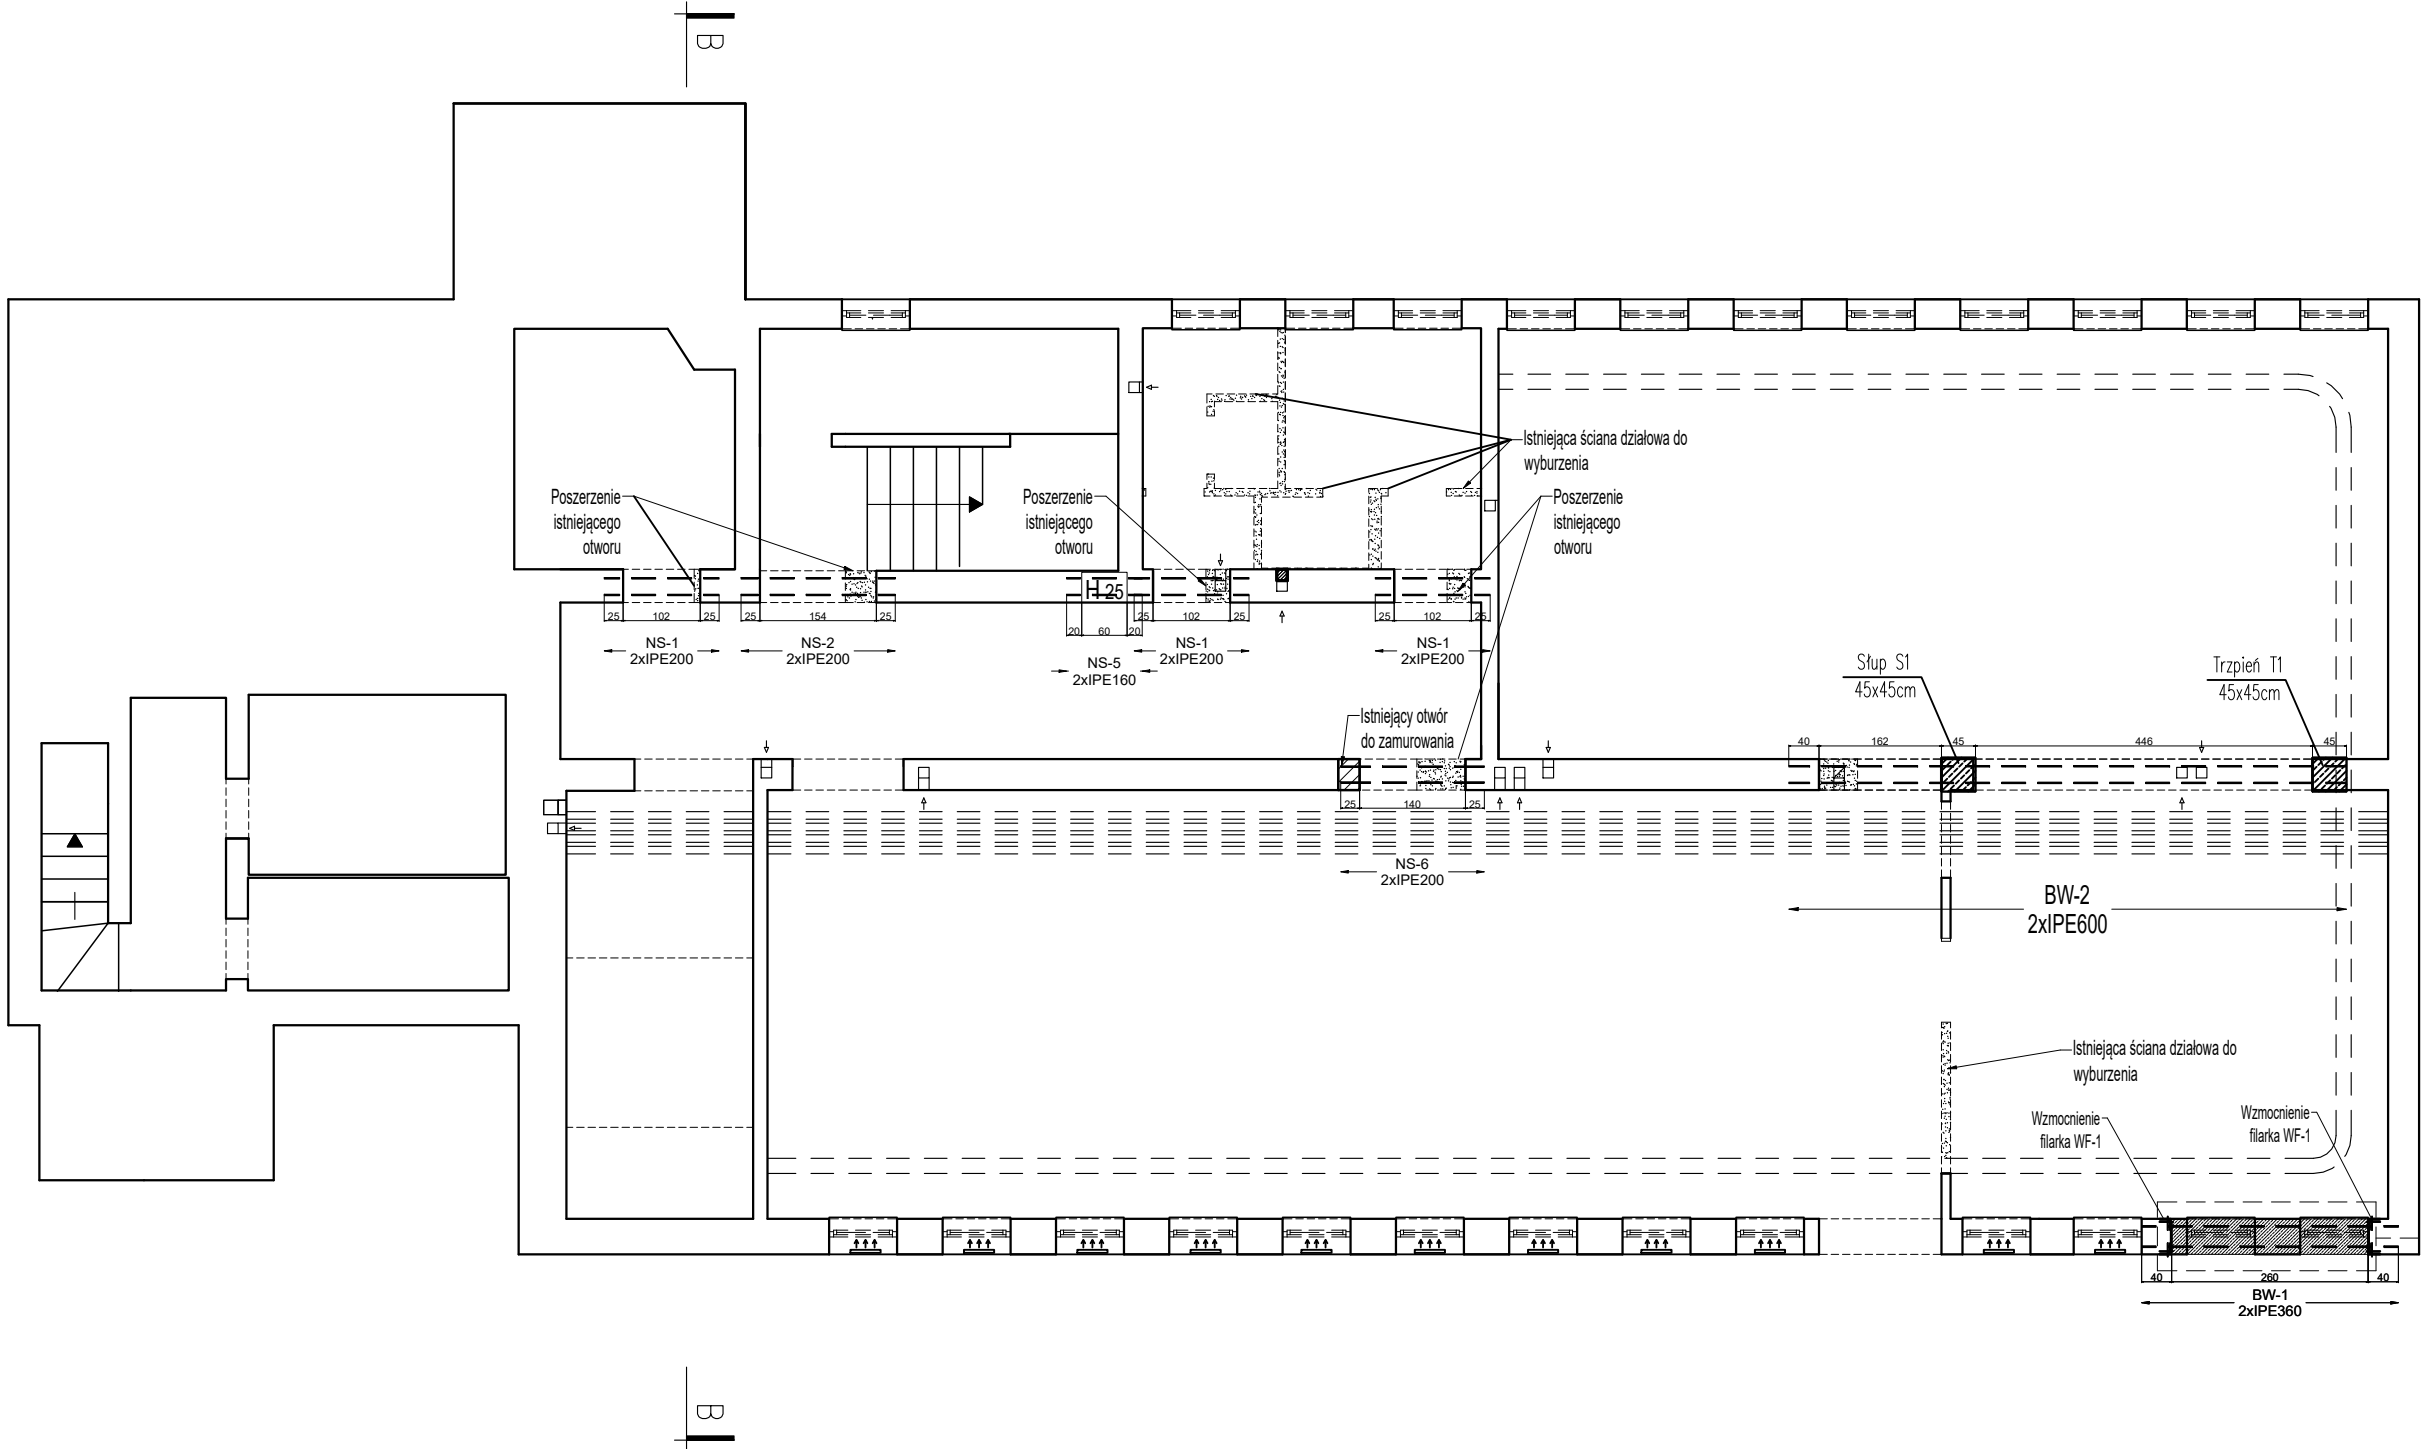 B
Istniejąca ściana działowa do
wyburzenia
Poszerzenie
istniejącego
otworu
Poszerzenie
istniejącego
otworu
Poszerzenie
istniejącego
otworu
H 25
25 102 25
25 154 25
25 102 25
25 102 25
20 60 20
NS-1
2xIPE200
NS-2
2xIPE200
NS-5
2xIPE160
NS-1
2xIPE200
NS-1
2xIPE200
Słup S1
45x45cm
Trzpień T1
45x45cm
Istniejący otwór
do zamurowania
40 162 45 446 45
25 140 25
NS-6
2xIPE200
BW-2
2xIPE600
Istniejąca ściana działowa do
wyburzenia
Wzmocnienie
filarka WF-1
Wzmocnienie
filarka WF-1
40 260 40
BW-1
2xIPE360
B